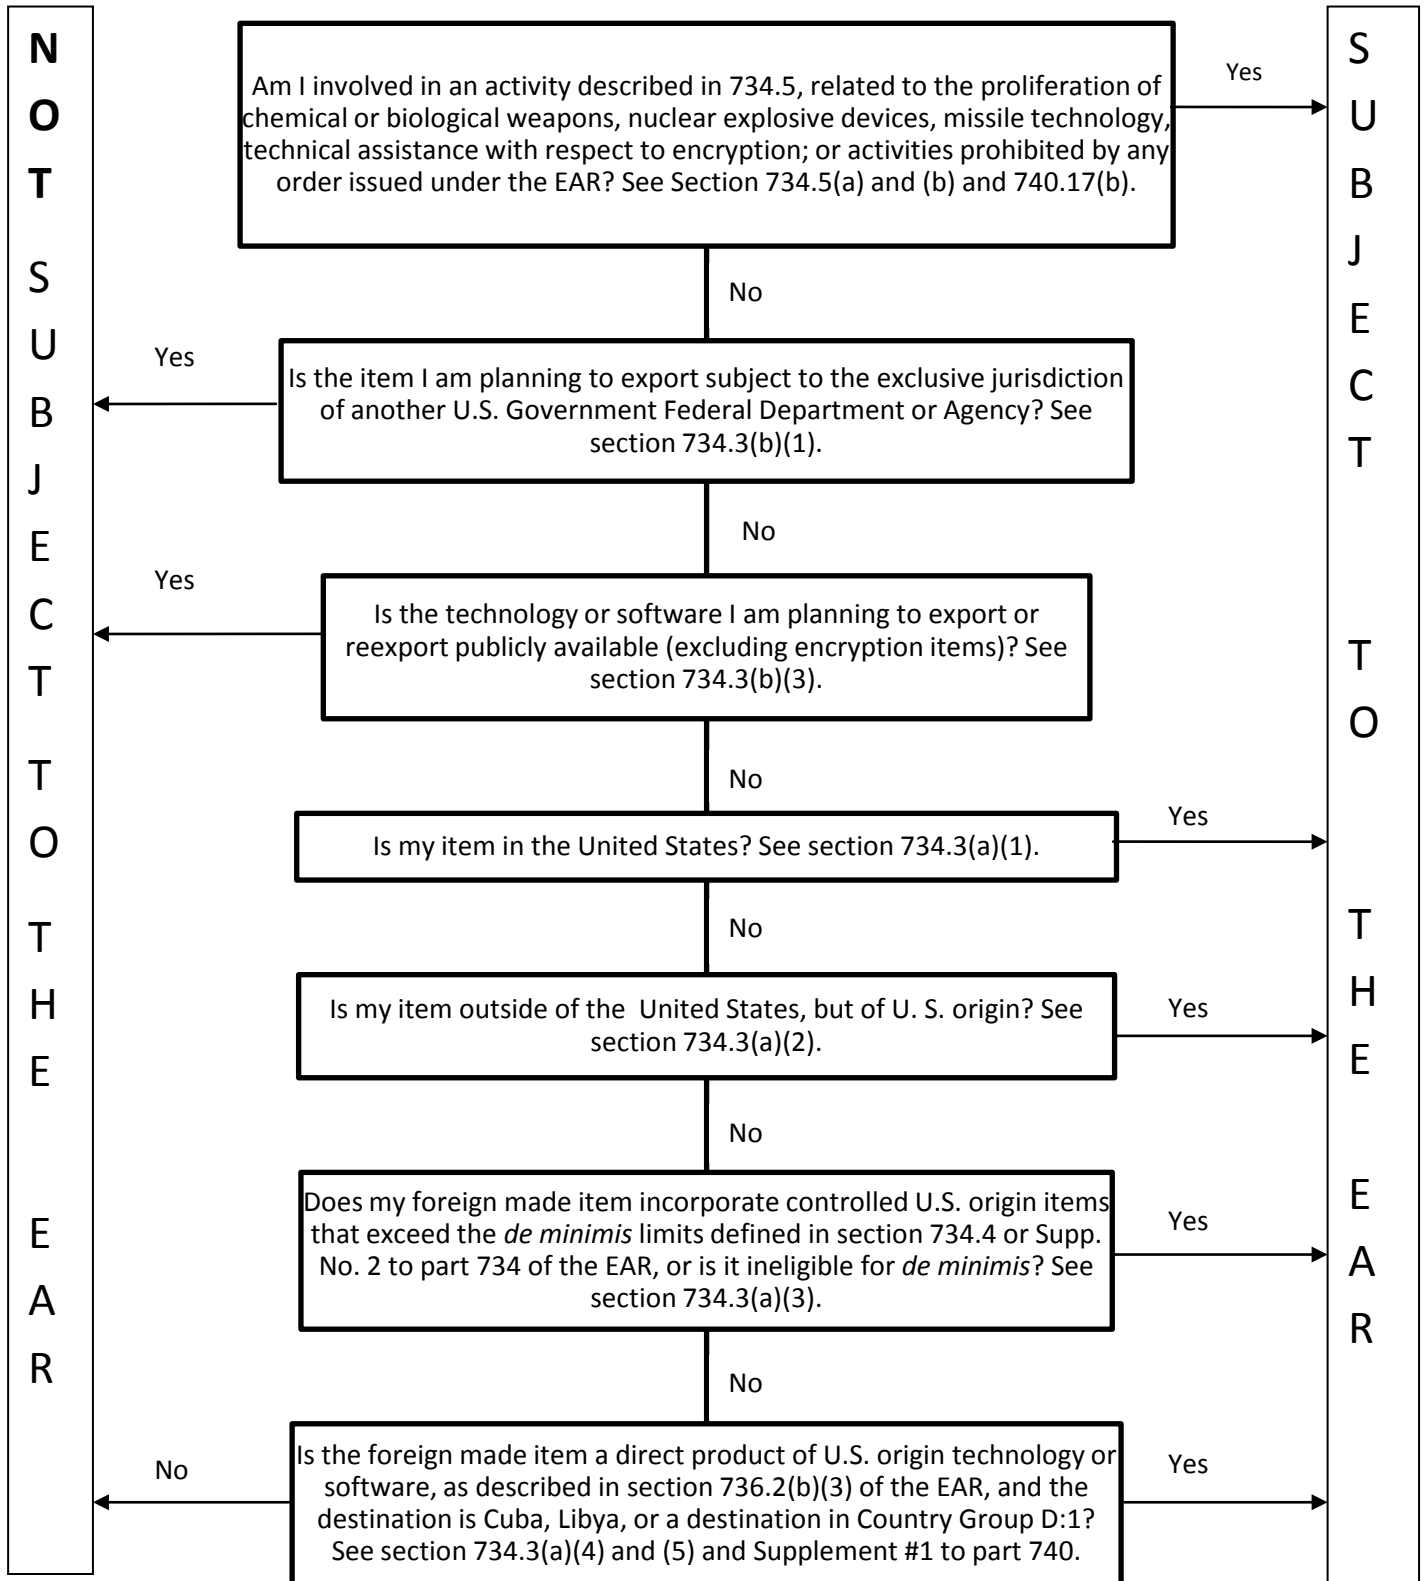 NOT SUBJECT TO THE EAR
Am I involved in an activity described in 734.5, related to the proliferation of
chemical or biological weapons, nuclear explosive devices, missile technology,
technical assistance with respect to encryption; or activities prohibited by any
order issued under the EAR? See Section 734.5(a) and (b) and 740.17(b).
Yes
No
Is the item I am planning to export subject to the exclusive jurisdiction
of another U.S. Government Federal Department or Agency? See
section 734.3(b)(1).
Yes
No
Is the technology or software I am planning to export or
reexport publicly available (excluding encryption items)? See
section 734.3(b)(3).
Yes
No
Is my item in the United States? See section 734.3(a)(1).
Yes
No
Is my item outside of the  United States, but of U. S. origin? See
section 734.3(a)(2).
Yes
No
Does my foreign made item incorporate controlled U.S. origin items
that exceed the de minimis limits defined in section 734.4 or Supp.
No. 2 to part 734 of the EAR, or is it ineligible for de minimis? See
section 734.3(a)(3).
Yes
No
Is the foreign made item a direct product of U.S. origin technology or
software, as described in section 736.2(b)(3) of the EAR, and the
destination is Cuba, Libya, or a destination in Country Group D:1?
See section 734.3(a)(4) and (5) and Supplement #1 to part 740.
No
Yes
SUBJECT TO THE EAR